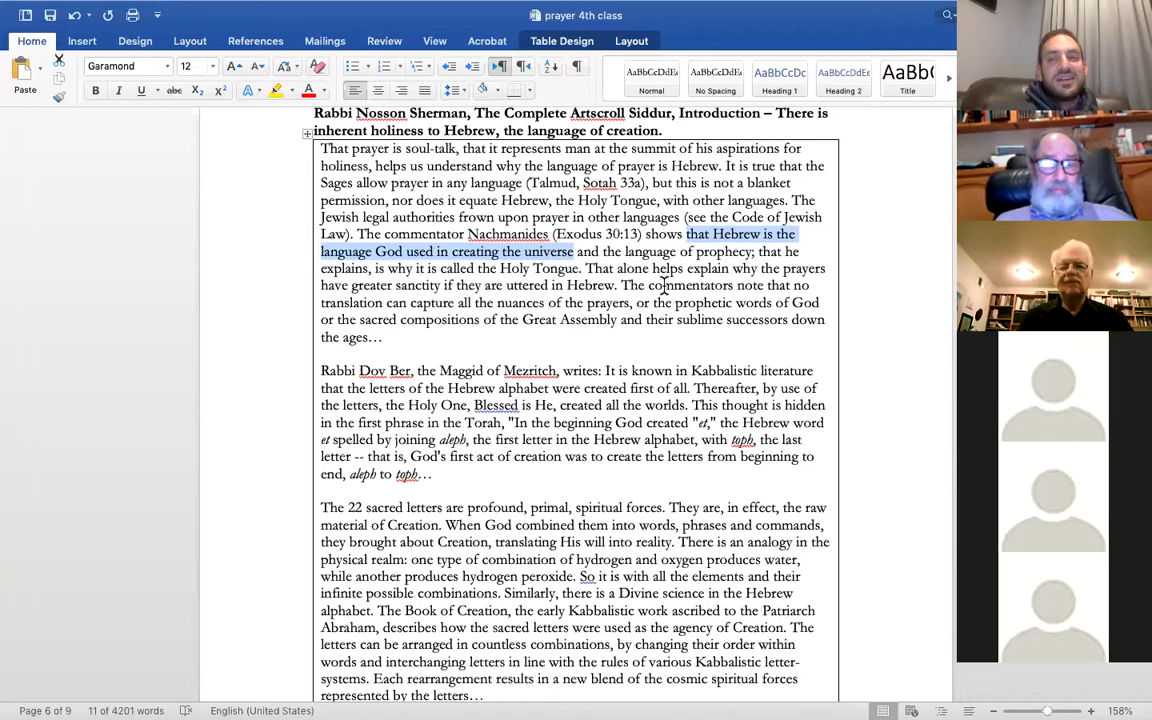 prayer 4th class
Home Insert Design Layout References Mailings Review View Acrobat Table Design Layout
Paste Garamond 12 AaBbCcDdEe Normal AaBbCcDdEe No Spacing AaBbCcDc Heading 1 AaBbCcDdEe Heading 2 AaBb( Title
Rabbi Nosson Sherman, The Complete Artscroll Siddur, Introduction – There is
inherent holiness to Hebrew, the language of creation.
That prayer is soul-talk, that it represents man at the summit of his aspirations for
holiness, helps us understand why the language of prayer is Hebrew. It is true that the
Sages allow prayer in any language (Talmud, Sotah 33a), but this is not a blanket
permission, nor does it equate Hebrew, the Holy Tongue, with other languages. The
Jewish legal authorities frown upon prayer in other languages (see the Code of Jewish
Law). The commentator Nachmanides (Exodus 30:13) shows that Hebrew is the
language God used in creating the universe and the language of prophecy; that he
explains, is why it is called the Holy Tongue. That alone helps explain why the prayers
have greater sanctity if they are uttered in Hebrew. The commentators note that no
translation can capture all the nuances of the prayers, or the prophetic words of God
or the sacred compositions of the Great Assembly and their sublime successors down
the ages…
Rabbi Dov Ber, the Maggid of Mezritch, writes: It is known in Kabbalistic literature
that the letters of the Hebrew alphabet were created first of all. Thereafter, by use of
the letters, the Holy One, Blessed is He, created all the worlds. This thought is hidden
in the first phrase in the Torah, "In the beginning God created "et," the Hebrew word
et spelled by joining aleph, the first letter in the Hebrew alphabet, with toph, the last
letter -- that is, God's first act of creation was to create the letters from beginning to
end, aleph to toph…
The 22 sacred letters are profound, primal, spiritual forces. They are, in effect, the raw
material of Creation. When God combined them into words, phrases and commands,
they brought about Creation, translating His will into reality. There is an analogy in the
physical realm: one type of combination of hydrogen and oxygen produces water,
while another produces hydrogen peroxide. So it is with all the elements and their
infinite possible combinations. Similarly, there is a Divine science in the Hebrew
alphabet. The Book of Creation, the early Kabbalistic work ascribed to the Patriarch
Abraham, describes how the sacred letters were used as the agency of Creation. The
letters can be arranged in countless combinations, by changing their order within
words and interchanging letters in line with the rules of various Kabbalistic letter-
systems. Each rearrangement results in a new blend of the cosmic spiritual forces
represented by the letters…
Page 6 of 9 11 of 4201 words English (United States) 158%